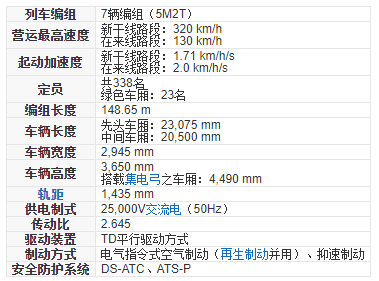 列车编组 7辆编组（5M2T）
营运最高速度 新干线路段：320 km/h
在来线路段：130 km/h
起动加速度 新干线路段：1.71 km/h/s
在来线路段：2.0 km/h/s
定员 共338名
绿色车厢：23名
编组长度 148.65 m
车辆长度 先头车厢：23,075 mm
中间车厢：20,500 mm
车辆宽度 2,945 mm
车辆高度 3,650 mm
搭载集电弓之车厢：4,490 mm
轨距 1,435 mm
供电制式 25,000V交流电（50Hz）
传动比 2.645
驱动装置 TD平行驱动方式
制动方式 电气指令式空气制动（再生制动并用）、抑速制动
安全防护系统 DS-ATC、ATS-P